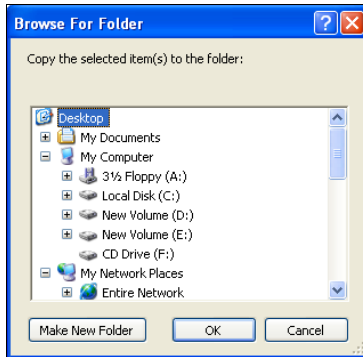 Browse For Folder
Copy the selected item(s) to the folder:
Desktop
My Documents
My Computer
3½ Floppy (A:)
Local Disk (C:)
New Volume (D:)
New Volume (E:)
CD Drive (F:)
My Network Places
Entire Network
Make New Folder
OK
Cancel